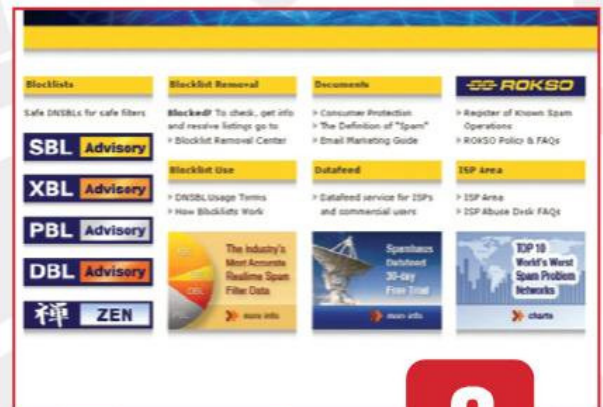 Blocklists
Safe DNSBLs for safe filters
SBL Advisory
XBL Advisory
PBL Advisory
DBL Advisory
禅 ZEN
Blocklist Removal
Blocked? To check, get info
and resolve listings go to
> Blocklist Removal Center
Blocklist Use
> DNSBL Usage Terms
> How Blocklists Work
The Industry's
Most Accurate
Realtime Spam
Filter Data
DBL
more info
Documents
> Consumer Protection
> The Definition of "Spam"
> Email Marketing Guide
Datafeed
> Datafeed service for ISPs
and commercial users
Spamhaus
Datafeed
30-day
Free Trial
more info
ROKSO
> Register of Known Spam
Operations
> ROKSO Policy & FAQs
ISP Area
> ISP Area
> ISP Abuse Desk FAQs
TOP 10
World's Worst
Spam Problem
Networks
charts